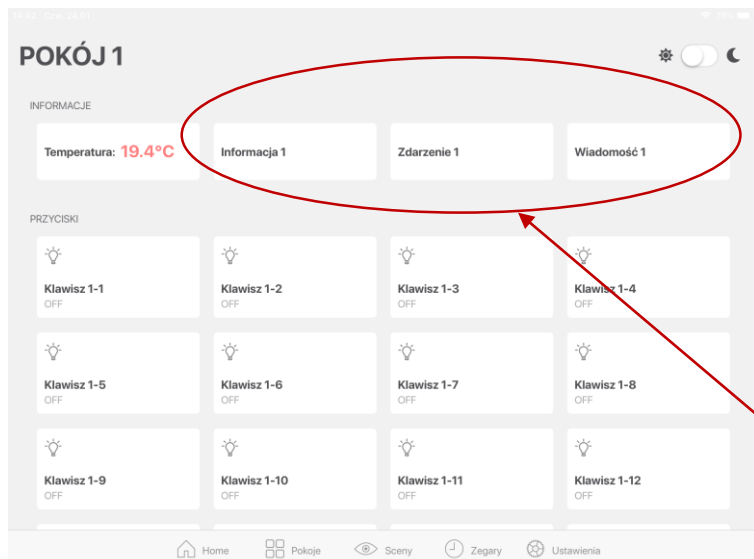 POKÓJ 1
INFORMACJE
Temperatura: 19.4°C
Informacja 1
Zdarzenie 1
Wiadomość 1
PRZYCISKI
Klawisz 1-1
OFF
Klawisz 1-2
OFF
Klawisz 1-3
OFF
Klawisz 1-4
OFF
Klawisz 1-5
OFF
Klawisz 1-6
OFF
Klawisz 1-7
OFF
Klawisz 1-8
OFF
Klawisz 1-9
OFF
Klawisz 1-10
OFF
Klawisz 1-11
OFF
Klawisz 1-12
OFF
Home
Pokoje
Sceny
Zegary
Ustawienia